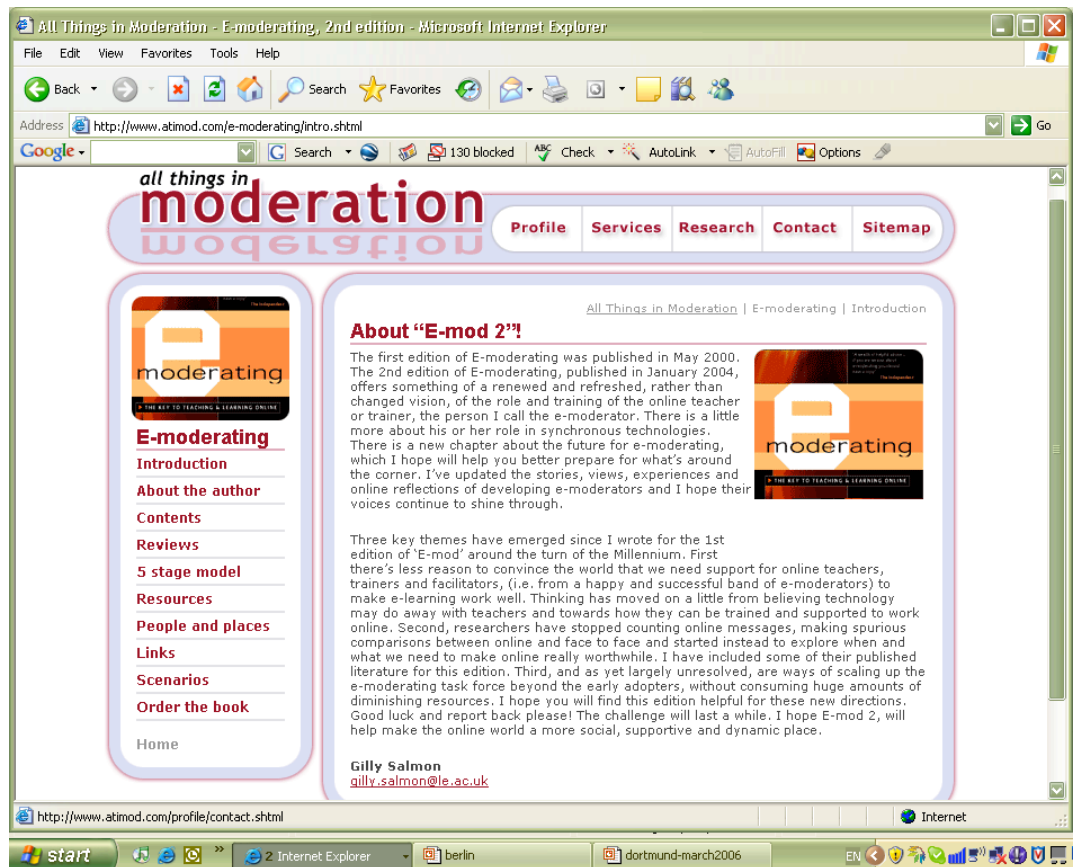 All Things in Moderation - E-moderating, 2nd edition - Microsoft Internet Explorer
File Edit View Favorites Tools Help
Back Search Favorites
Address http://www.atimod.com/e-moderating/intro.shtml Go
Google Search 130 blocked ABC Check AutoLink AutoFill Options
all things in
moderation
moderation
Profile Services Research Contact Sitemap
The Independent
e
moderating
THE KEY TO TEACHING & LEARNING ONLINE
E-moderating
Introduction
About the author
Contents
Reviews
5 stage model
Resources
People and places
Links
Scenarios
Order the book
Home
All Things in Moderation | E-moderating | Introduction
About “E-mod 2”!
The first edition of E-moderating was published in May 2000.
The 2nd edition of E-moderating, published in January 2004,
offers something of a renewed and refreshed, rather than
changed vision, of the role and training of the online teacher
or trainer, the person I call the e-moderator. There is a little
more about his or her role in synchronous technologies.
There is a new chapter about the future for e-moderating,
which I hope will help you better prepare for what’s around
the corner. I’ve updated the stories, views, experiences and
online reflections of developing e-moderators and I hope their
voices continue to shine through.
The Independent
e
moderating
THE KEY TO TEACHING & LEARNING ONLINE
Three key themes have emerged since I wrote for the 1st
edition of ‘E-mod’ around the turn of the Millennium. First
there’s less reason to convince the world that we need support for online teachers,
trainers and facilitators, (i.e. from a happy and successful band of e-moderators) to
make e-learning work well. Thinking has moved on a little from believing technology
may do away with teachers and towards how they can be trained and supported to work
online. Second, researchers have stopped counting online messages, making spurious
comparisons between online and face to face and started instead to explore when and
what we need to make online really worthwhile. I have included some of their published
literature for this edition. Third, and as yet largely unresolved, are ways of scaling up the
e-moderating task force beyond the early adopters, without consuming huge amounts of
diminishing resources. I hope you will find this edition helpful for these new directions.
Good luck and report back please! The challenge will last a while. I hope E-mod 2, will
help make the online world a more social, supportive and dynamic place.
Gilly Salmon
gilly.salmon@le.ac.uk
http://www.atimod.com/profile/contact.shtml Internet
start 2 Internet Explorer berlin dortmund-march2006 EN